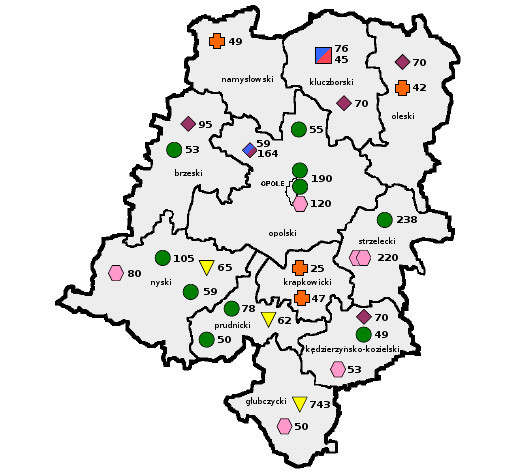 49
76
45
70
namysłowski
kluczborski
42
70
oleski
95
55
59
164
53
brzeski
190
OPOLE
120
238
opolski
strzelecki
105
65
220
80
nyski
25
krapkowicki
59
47
78
62
70
prudnicki
49
50
kędzierzyńsko-kozielski
53
głubczycki
743
50